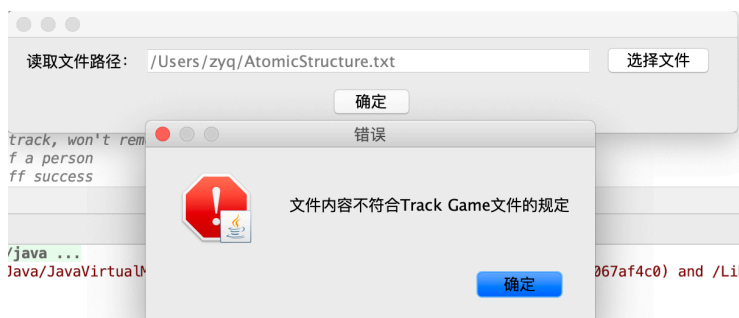 读取文件路径：
/Users/zyq/AtomicStructure.txt
选择文件
确定
track, won't rem
错误
f a person
ff success
文件内容不符合Track Game文件的规定
/java ...
Java/JavaVirtualM
067af4c0) and /Li
确定